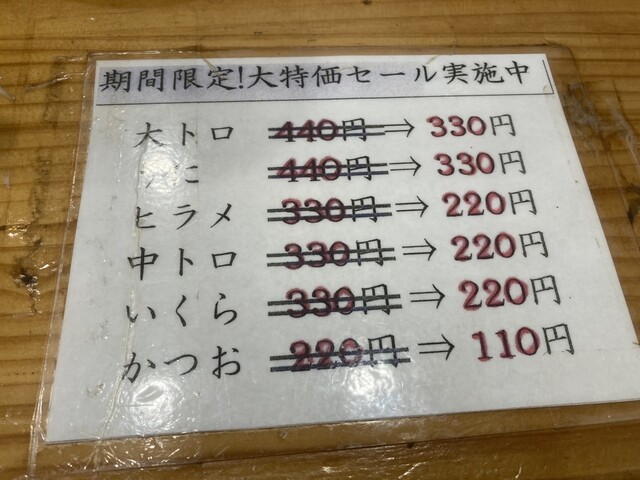 期間限定!大特価セール実施中
大トロ 440円⇒330円
に 440円⇒330円
ヒラメ 330円⇒220円
中トロ 330円⇒220円
いくら 330円⇒220円
かつお 220円⇒110円